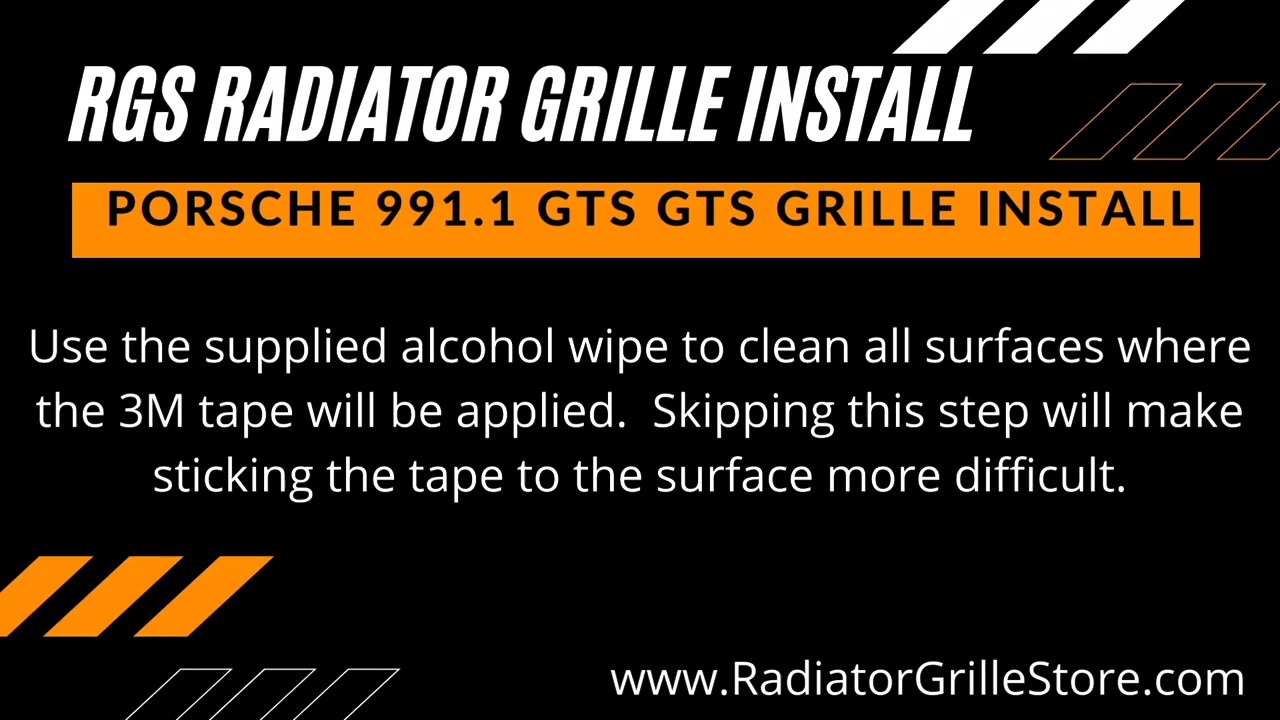 RGS RADIATOR GRILLE INSTALL
PORSCHE 991.1 GTS GTS GRILLE INSTALL
Use the supplied alcohol wipe to clean all surfaces where
the 3M tape will be applied.  Skipping this step will make
sticking the tape to the surface more difficult.
www.RadiatorGrilleStore.com